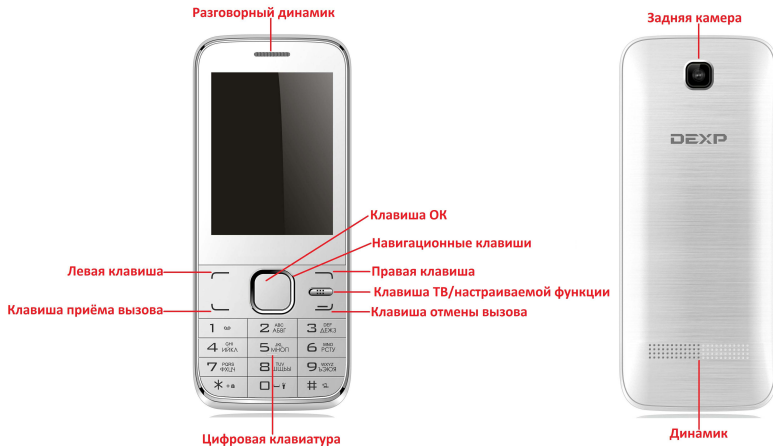 Разговорный динамик
Задняя камера
DEXP
Клавиша ОК
Навигационные клавиши
Левая клавиша
Правая клавиша
Клавиша ТВ/настраиваемой функции
Клавиша приёма вызова
Клавиша отмены вызова
1
2 ABC АБВГ
3 DEF ДЕЖЗ
4 GHI ИЙКЛ
5 JKL МНОП
6 MNO РСТУ
7 PQRS ФХЦЧ
8 TUV ШЩЪЫ
9 WXYZ ЬЭЮЯ
* +
0
#
Динамик
Цифровая клавиатура